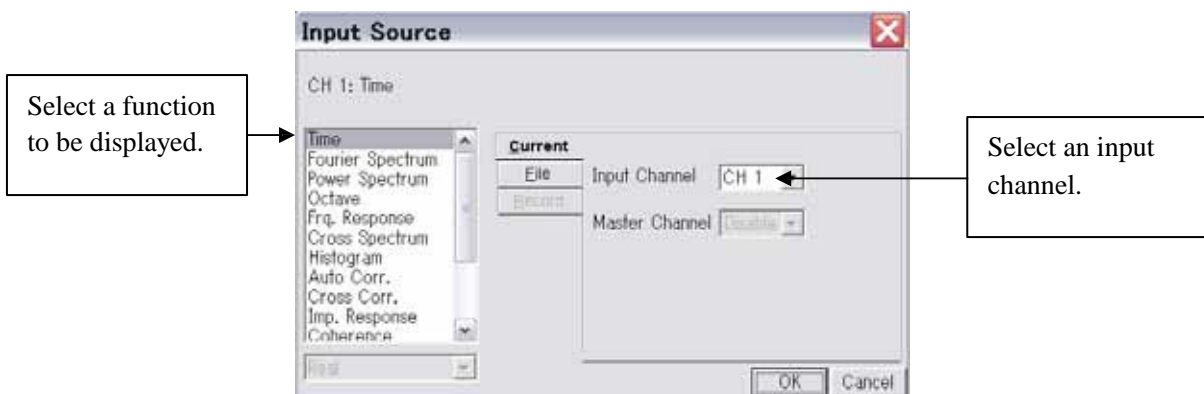 Input Source
CH 1: Time
Select a function
to be displayed.
Time
Fourier Spectrum
Power Spectrum
Octave
Frq. Response
Cross Spectrum
Histogram
Auto Corr.
Cross Corr.
Imp. Response
Coherence
Real
Current
File
Record
Input Channel CH 1
Master Channel Disable
Select an input
channel.
OK Cancel